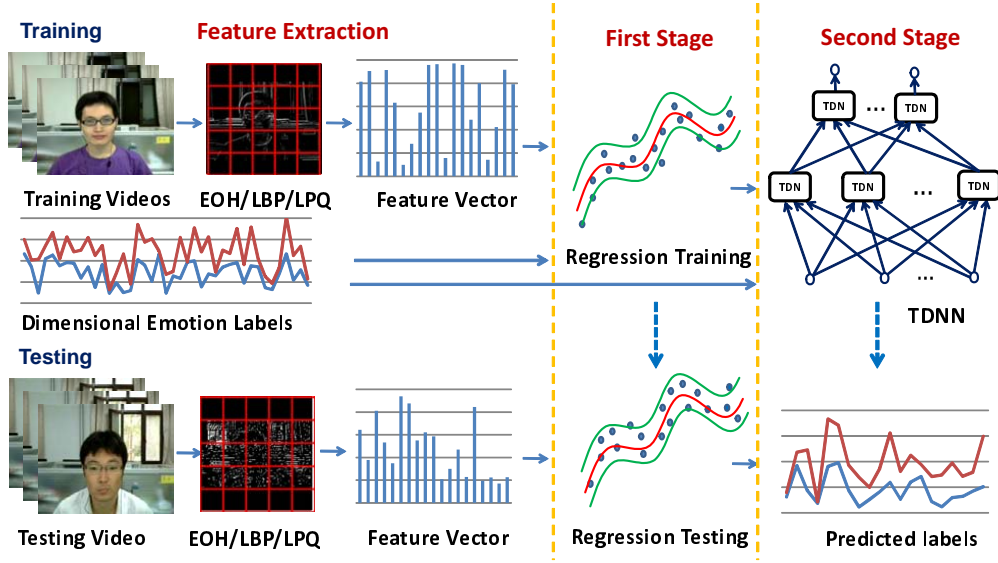 Training
Feature Extraction
First Stage
Second Stage
TDN
...
TDN
TDN
TDN
...
TDN
Training Videos
EOH/LBP/LPQ
Feature Vector
Regression Training
...
Dimensional Emotion Labels
TDNN
Testing
Testing Video
EOH/LBP/LPQ
Feature Vector
Regression Testing
Predicted labels